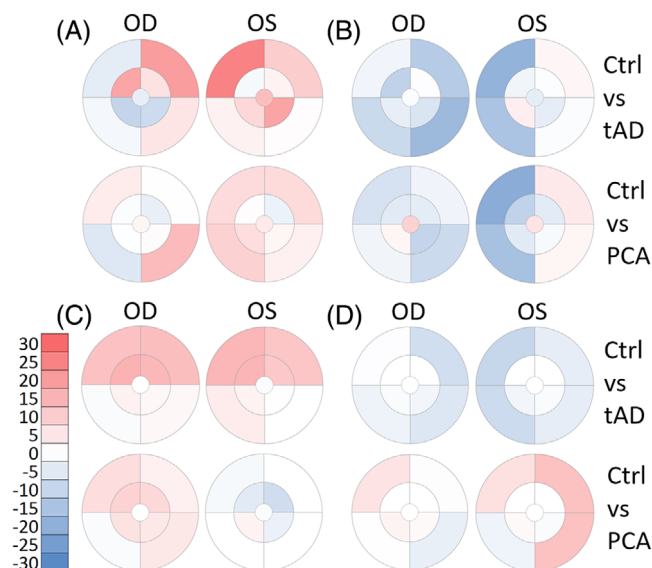 (A) OD OS (B) OD OS
Ctrl
vs
tAD
Ctrl
vs
PCA
(C) OD OS (D) OD OS
Ctrl
vs
tAD
Ctrl
vs
PCA
30
25
20
15
10
5
0
-5
-10
-15
-20
-25
-30